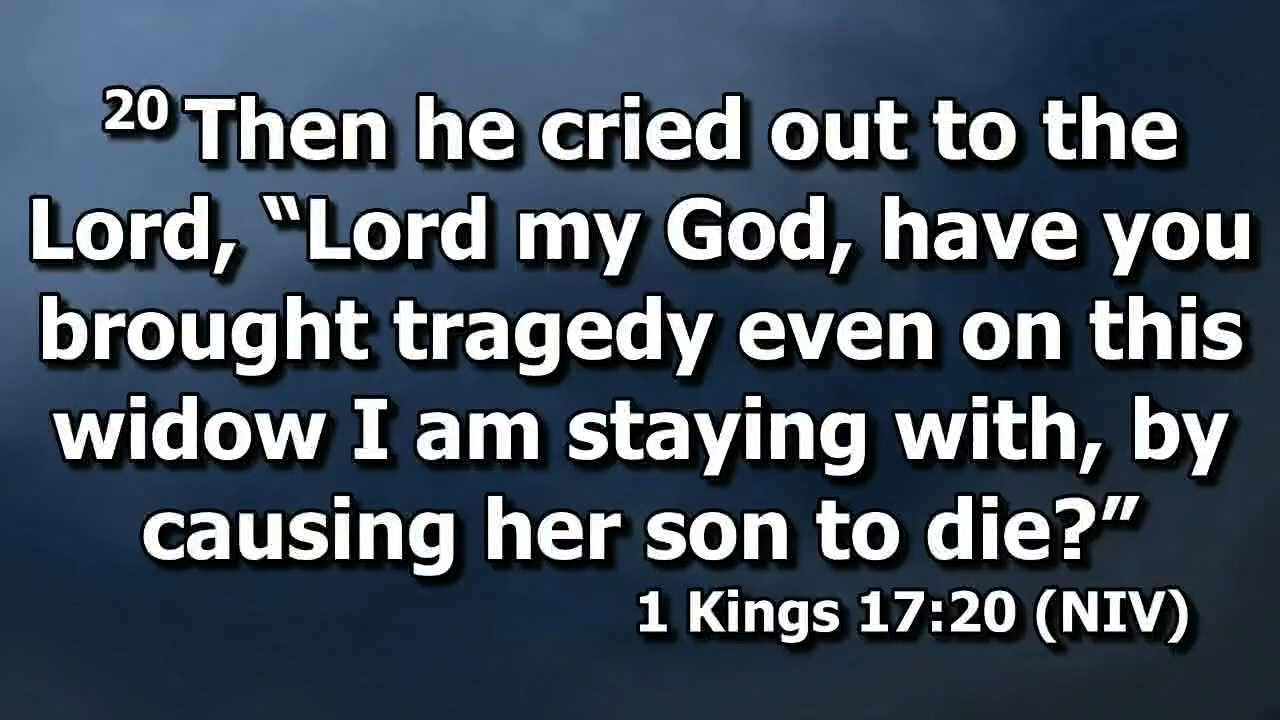 20 Then he cried out to the
Lord, “Lord my God, have you
brought tragedy even on this
widow I am staying with, by
causing her son to die?”
1 Kings 17:20 (NIV)